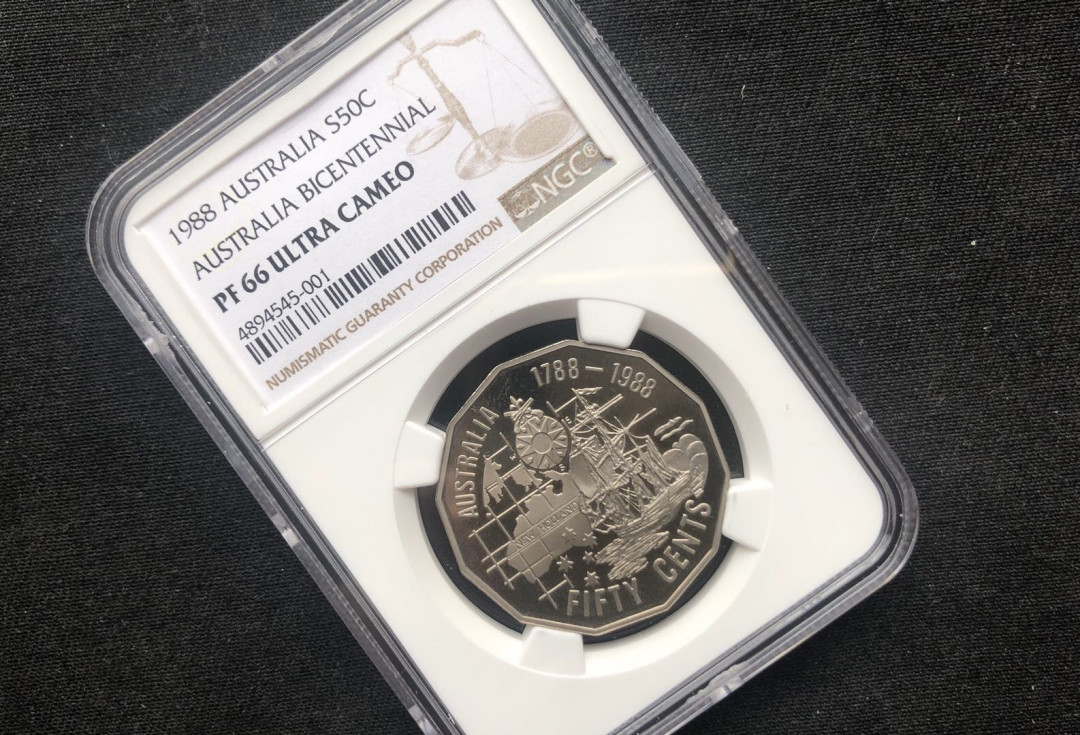 1988 AUSTRALIA S50C
AUSTRALIA BICENTENNIAL
PF 66 ULTRA CAMEO
4894545-001
NUMISMATIC GUARANTY CORPORATION
NGC®
1788 – 1988
AUSTRALIA
NEW HOLLAND
FIFTY CENTS